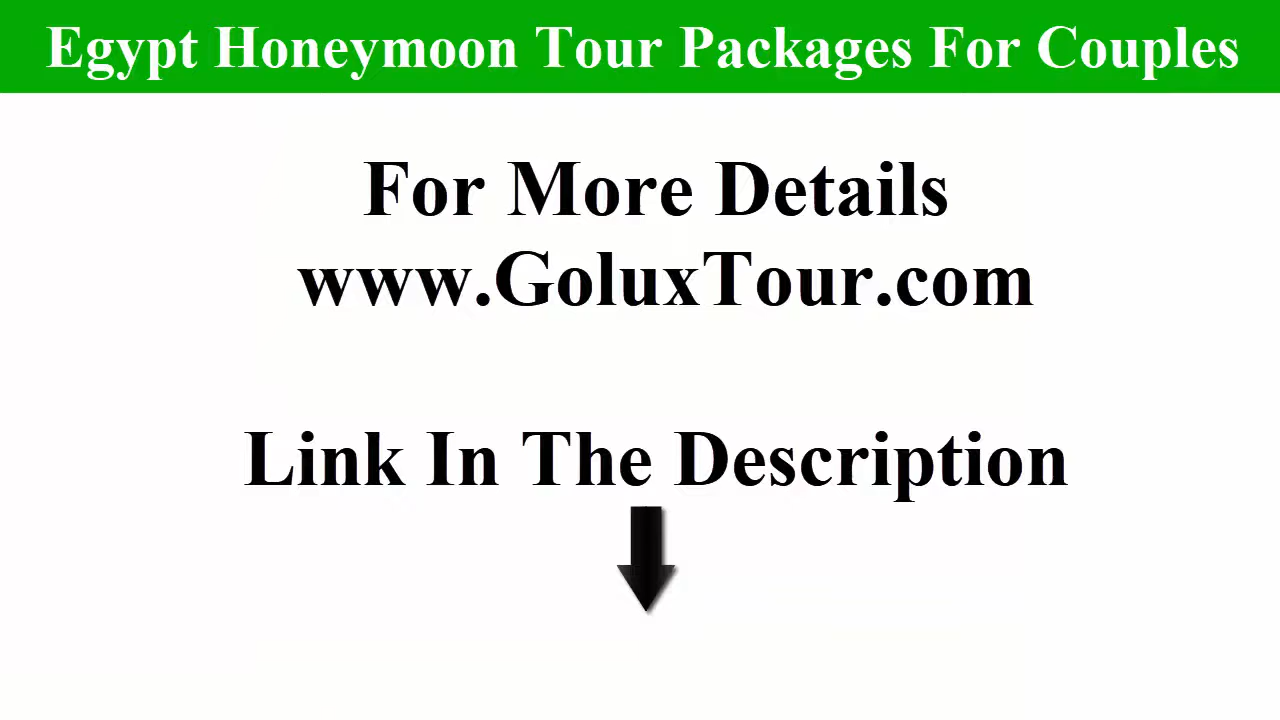 Egypt Honeymoon Tour Packages For Couples
For More Details
www.GoluxTour.com
Link In The Description